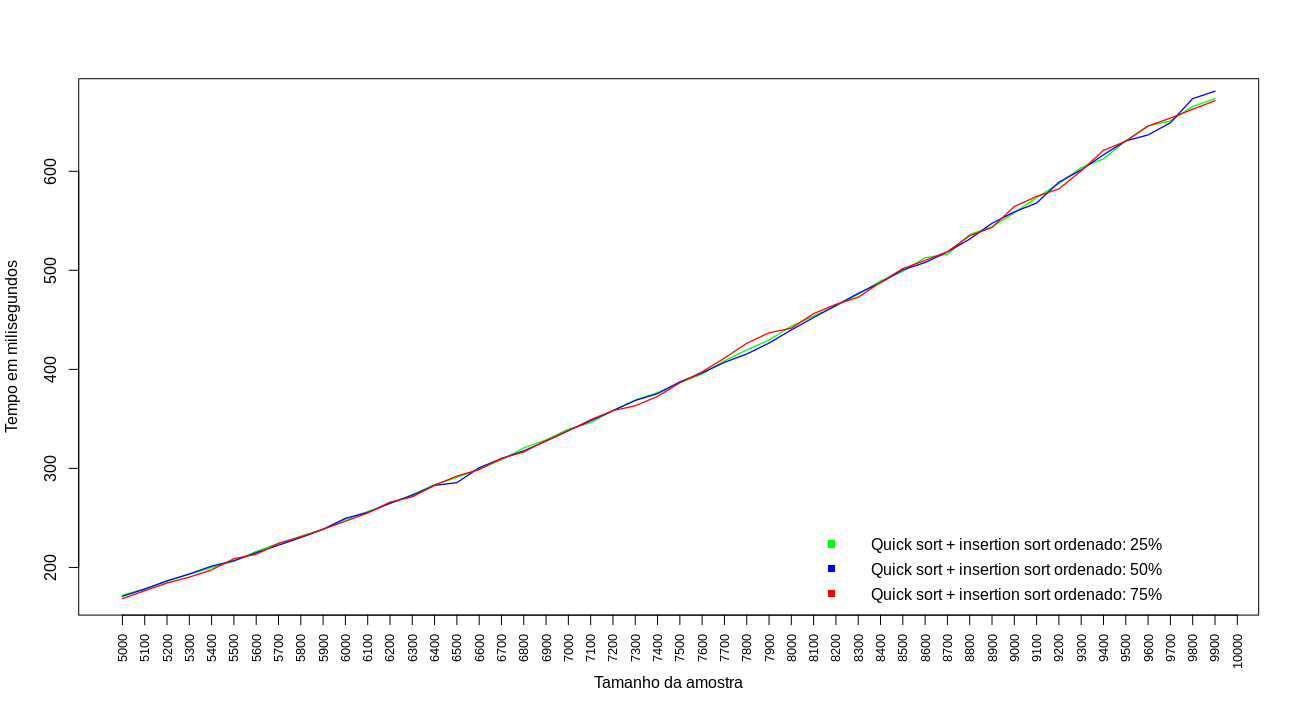 Tempo em milisegundos
600
500
400
300
200
Quick sort + insertion sort ordenado: 25%
Quick sort + insertion sort ordenado: 50%
Quick sort + insertion sort ordenado: 75%
5000 5100 5200 5300 5400 5500 5600 5700 5800 5900 6000 6100 6200 6300 6400 6500 6600 6700 6800 6900 7000 7100 7200 7300 7400 7500 7600 7700 7800 7900 8000 8100 8200 8300 8400 8500 8600 8700 8800 8900 9000 9100 9200 9300 9400 9500 9600 9700 9800 9900 10000
Tamanho da amostra